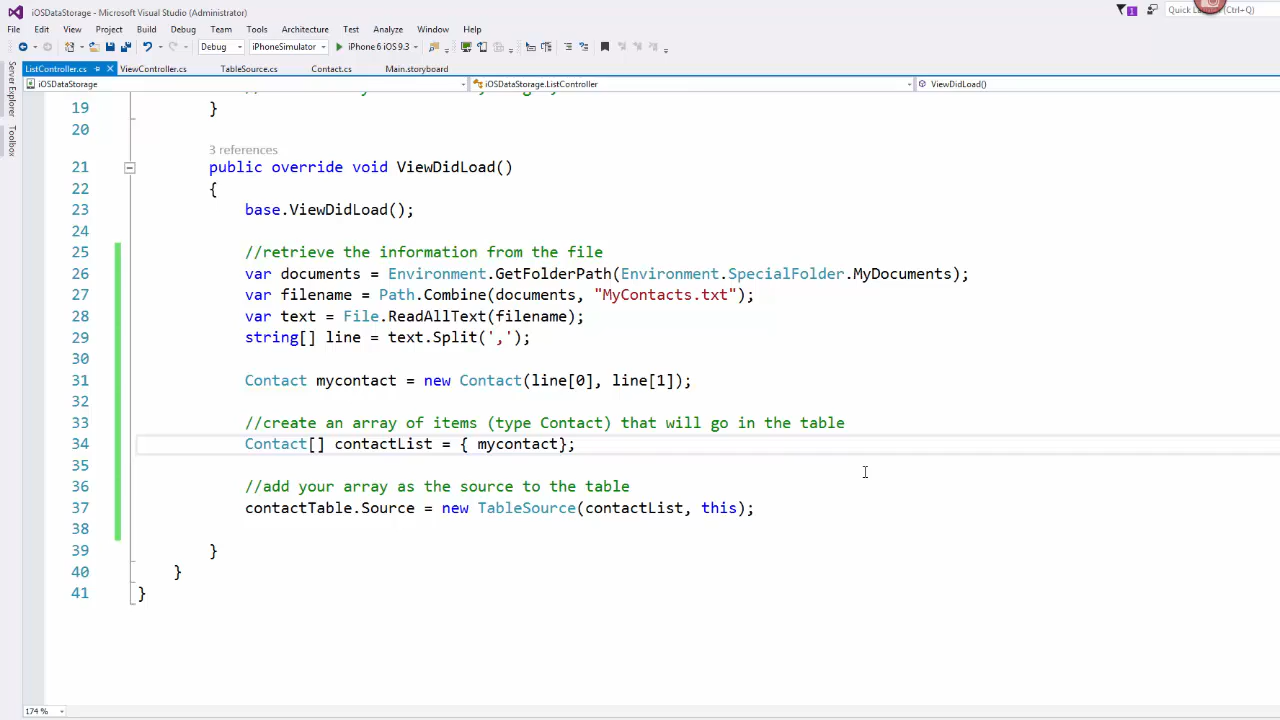 iOSDataStorage - Microsoft Visual Studio (Administrator)
1
File Edit View Project Build Debug Team Tools Architecture Test Analyze Window Help
Debug iPhoneSimulator iPhone 6 iOS 9.3
ListController.cs ViewController.cs TableSource.cs Contact.cs Main.storyboard
iOSDataStorage iOSDataStorage.ListController ViewDidLoad()
Server Explorer
Toolbox
19 }
20
3 references
21 public override void ViewDidLoad()
22 {
23 base.ViewDidLoad();
24
25 //retrieve the information from the file
26 var documents = Environment.GetFolderPath(Environment.SpecialFolder.MyDocuments);
27 var filename = Path.Combine(documents, "MyContacts.txt");
28 var text = File.ReadAllText(filename);
29 string[] line = text.Split(',');
30
31 Contact mycontact = new Contact(line[0], line[1]);
32
33 //create an array of items (type Contact) that will go in the table
34 Contact[] contactList = { mycontact};
35
36 //add your array as the source to the table
37 contactTable.Source = new TableSource(contactList, this);
38
39 }
40 }
41 }
174 %